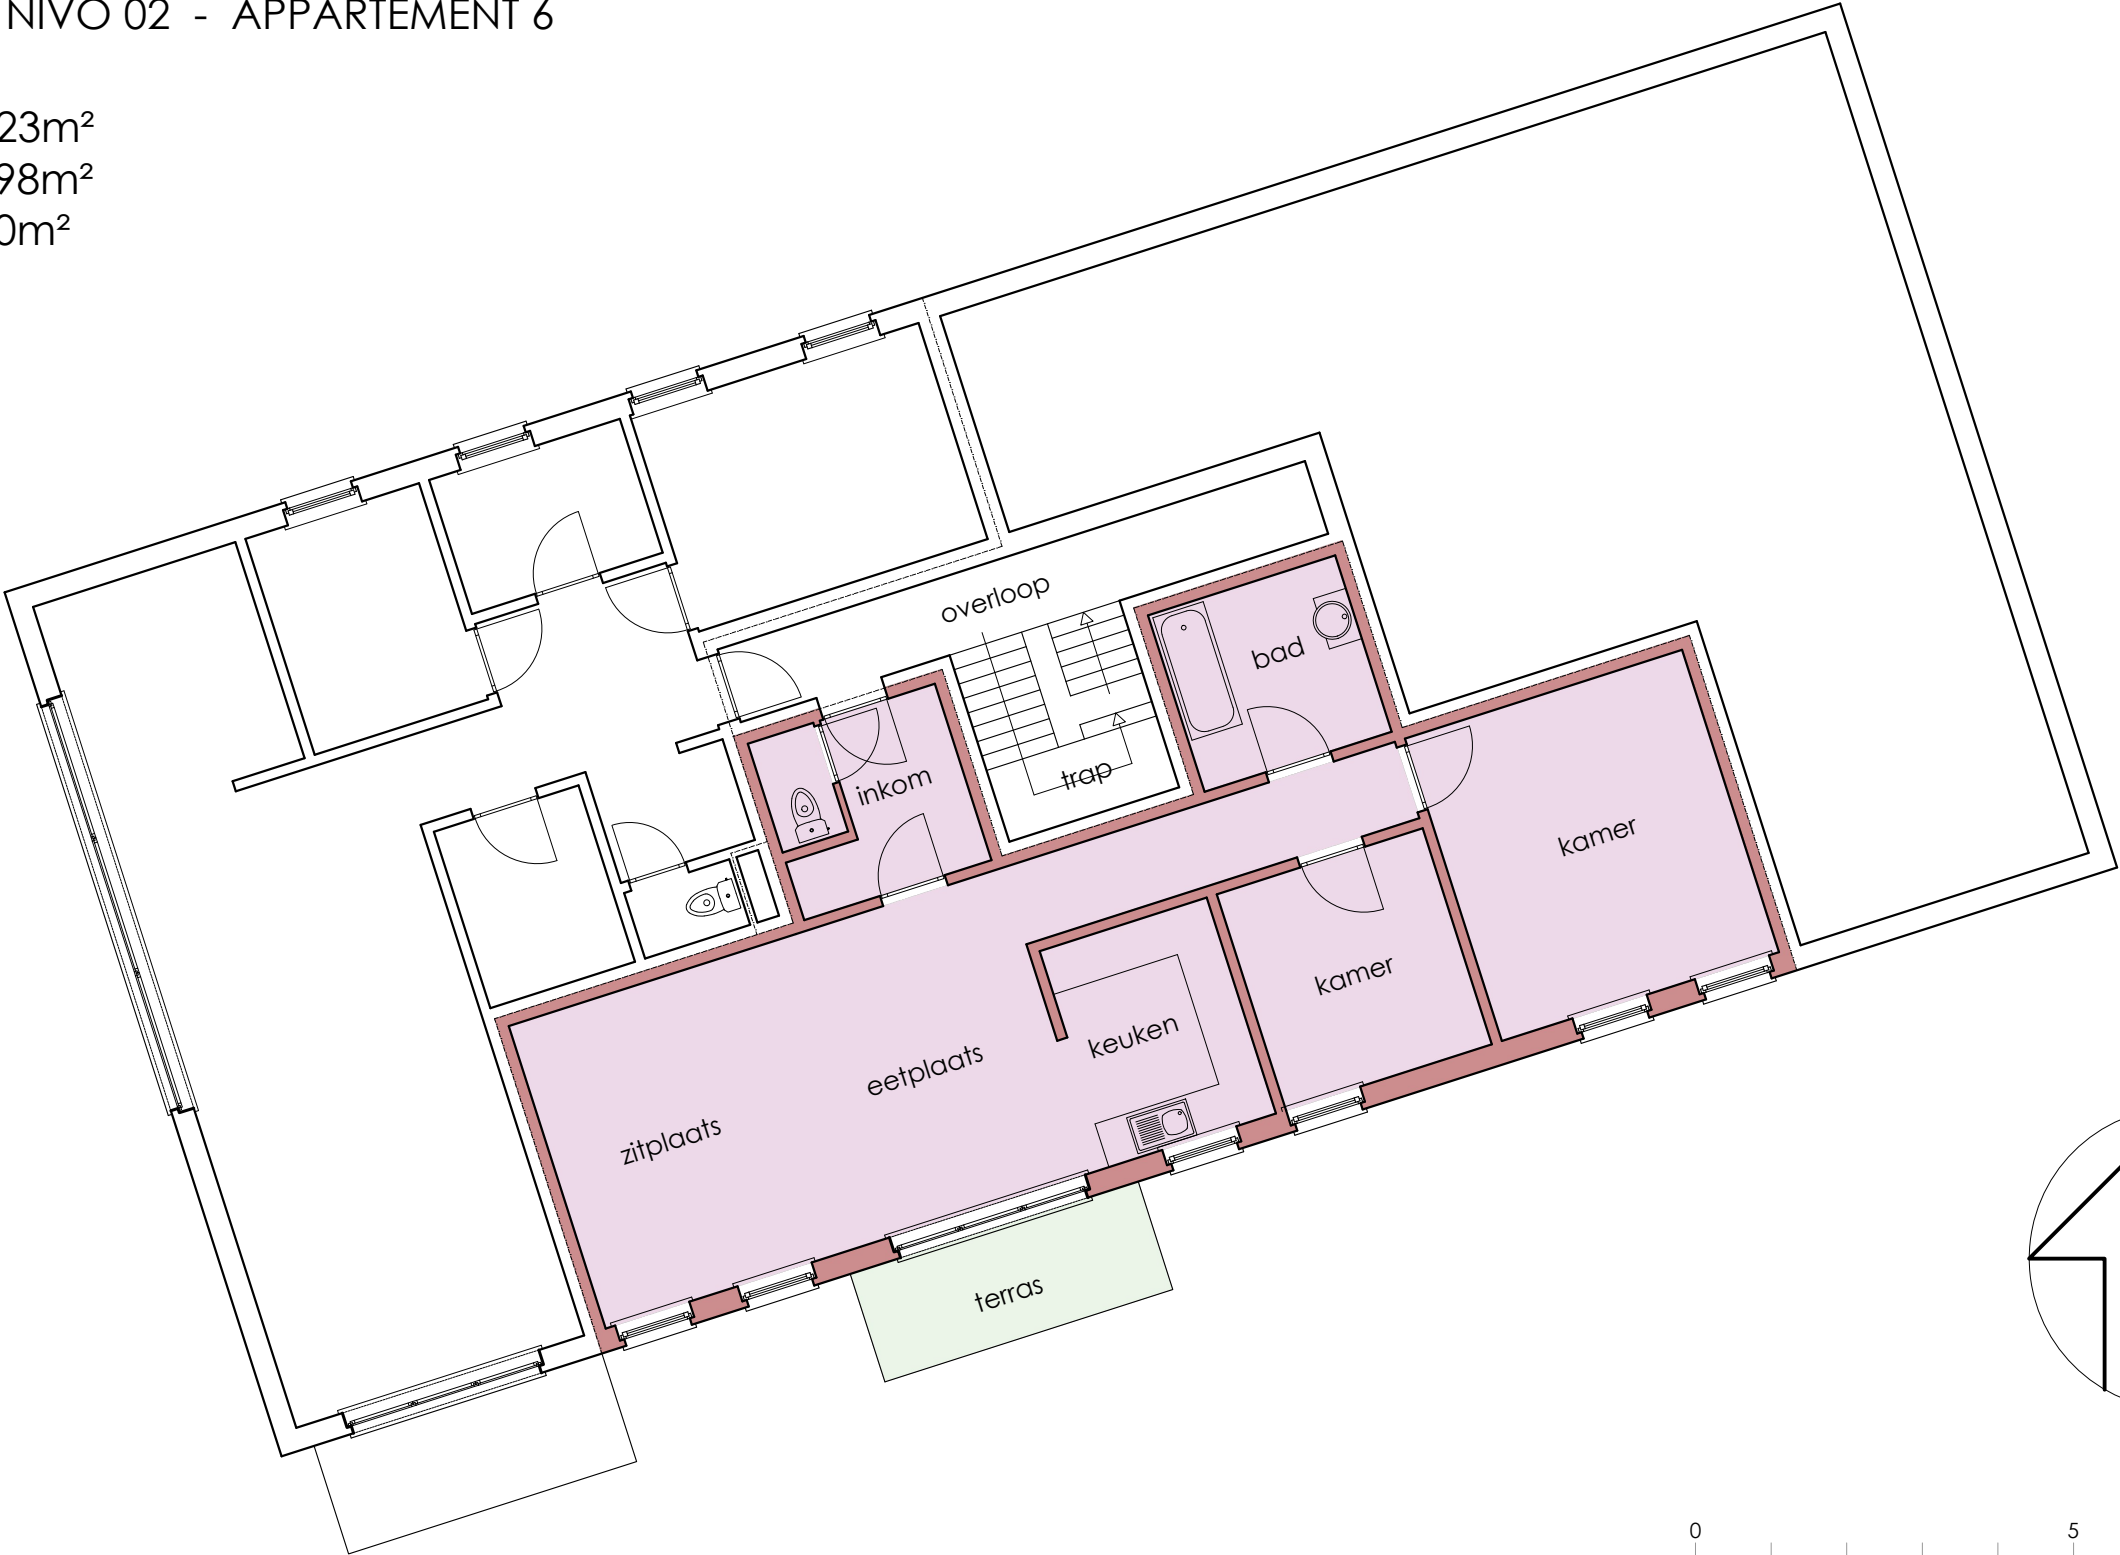 NIVO 02 - APPARTEMENT 6
23m²
98m²
0m²
overloop
bad
trap
inkom
kamer
kamer
keuken
eetplaats
zitplaats
terras
0 5